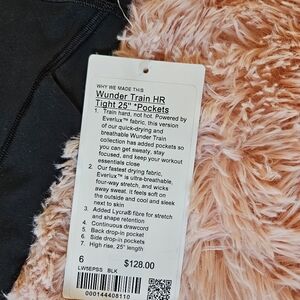 WHY WE MADE THIS
Wunder Train HR
Tight 25" *Pockets
1. Train hard, not hot. Powered by
Everlux™ fabric, this version
of our quick-drying and
breathable Wunder Train
collection has added pockets so
you can get sweaty, stay
focused, and keep your workout
essentials close
2. Our fastest drying fabric,
Everlux™ is ultra-breathable,
four-way stretch, and wicks
away sweat. It feels soft on
the outside and cool and sleek
next to skin
3. Added Lycra® fibre for stretch
and shape retention
4. Continuous drawcord
5. Back drop-in pocket
6. Side drop-in pockets
7. High rise, 25" length
6 $128.00
LW5EPSS BLK
000144408110